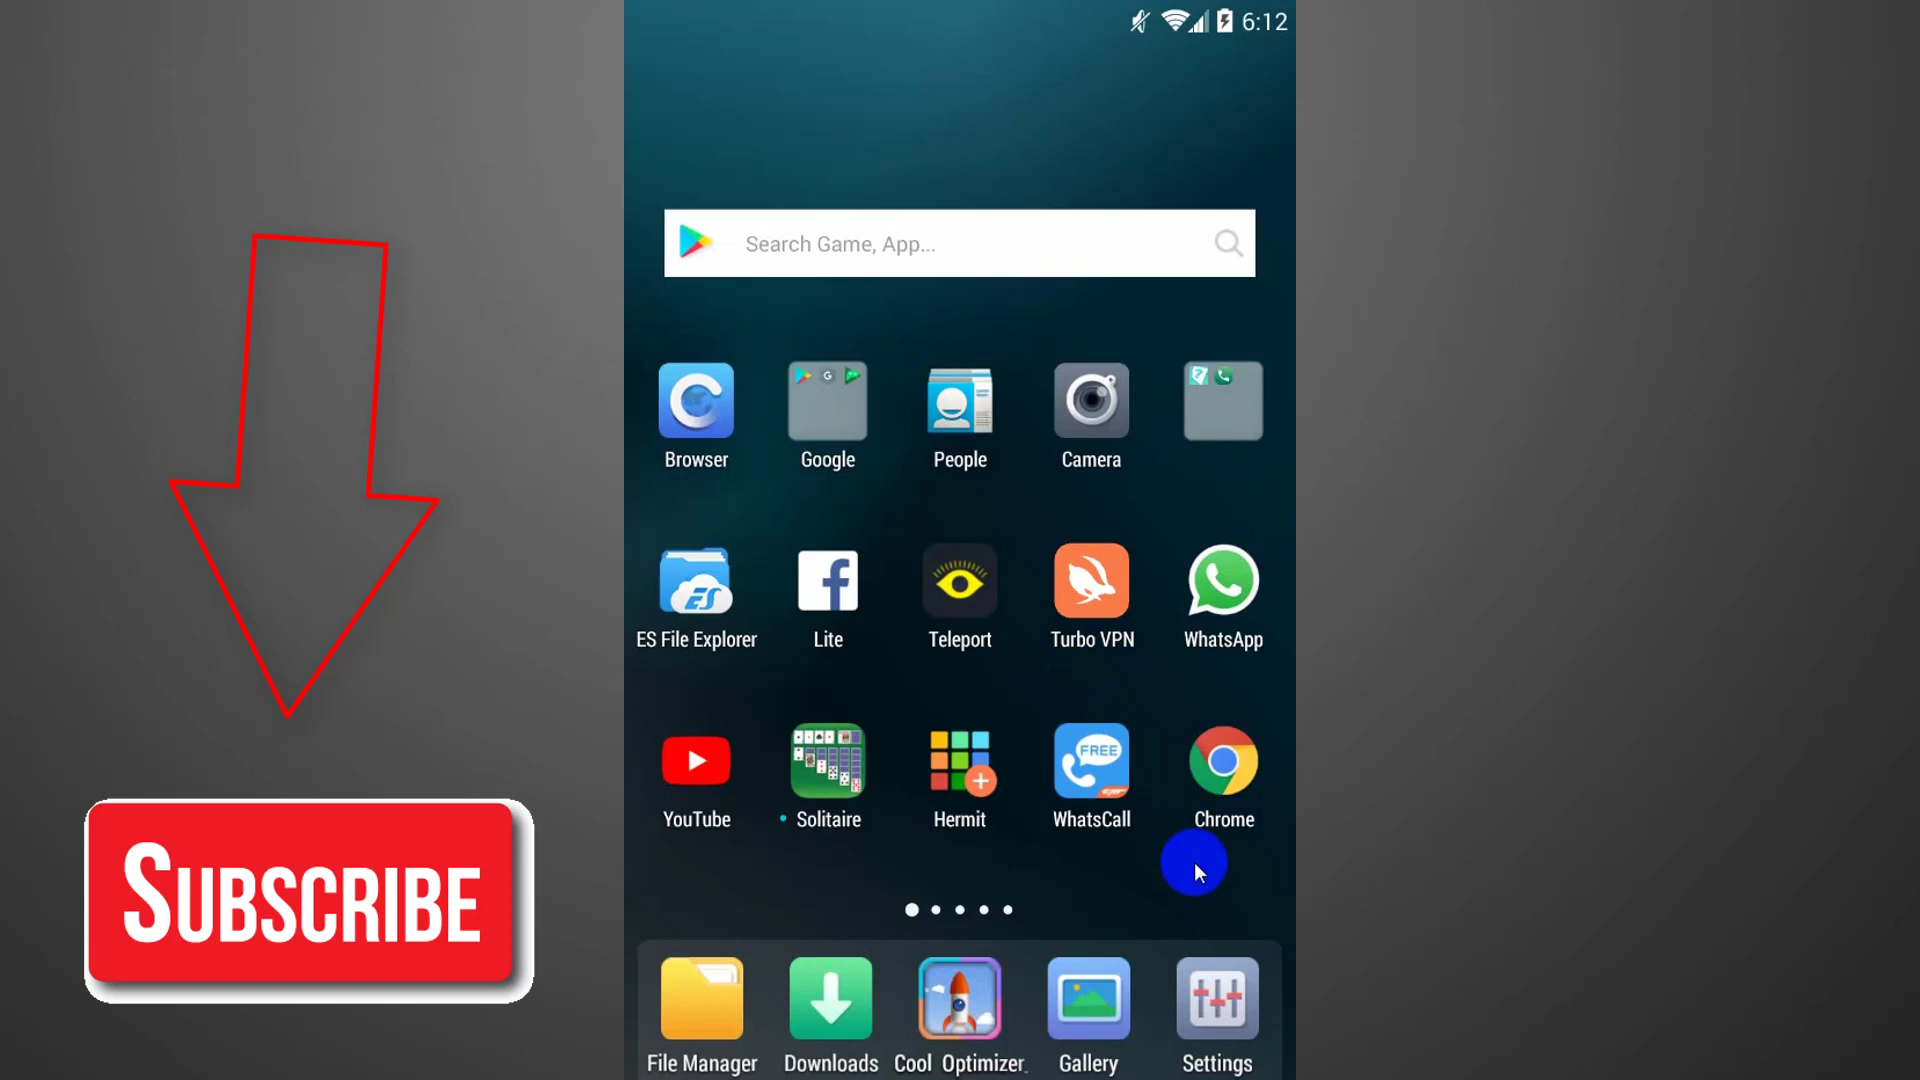 6:12
Search Game, App...
Browser
Google
People
Camera
ES File Explorer
Lite
Teleport
Turbo VPN
WhatsApp
FREE
YouTube
Solitaire
Hermit
WhatsCall
Chrome
SUBSCRIBE
File Manager
Downloads
Cool Optimizer
Gallery
Settings